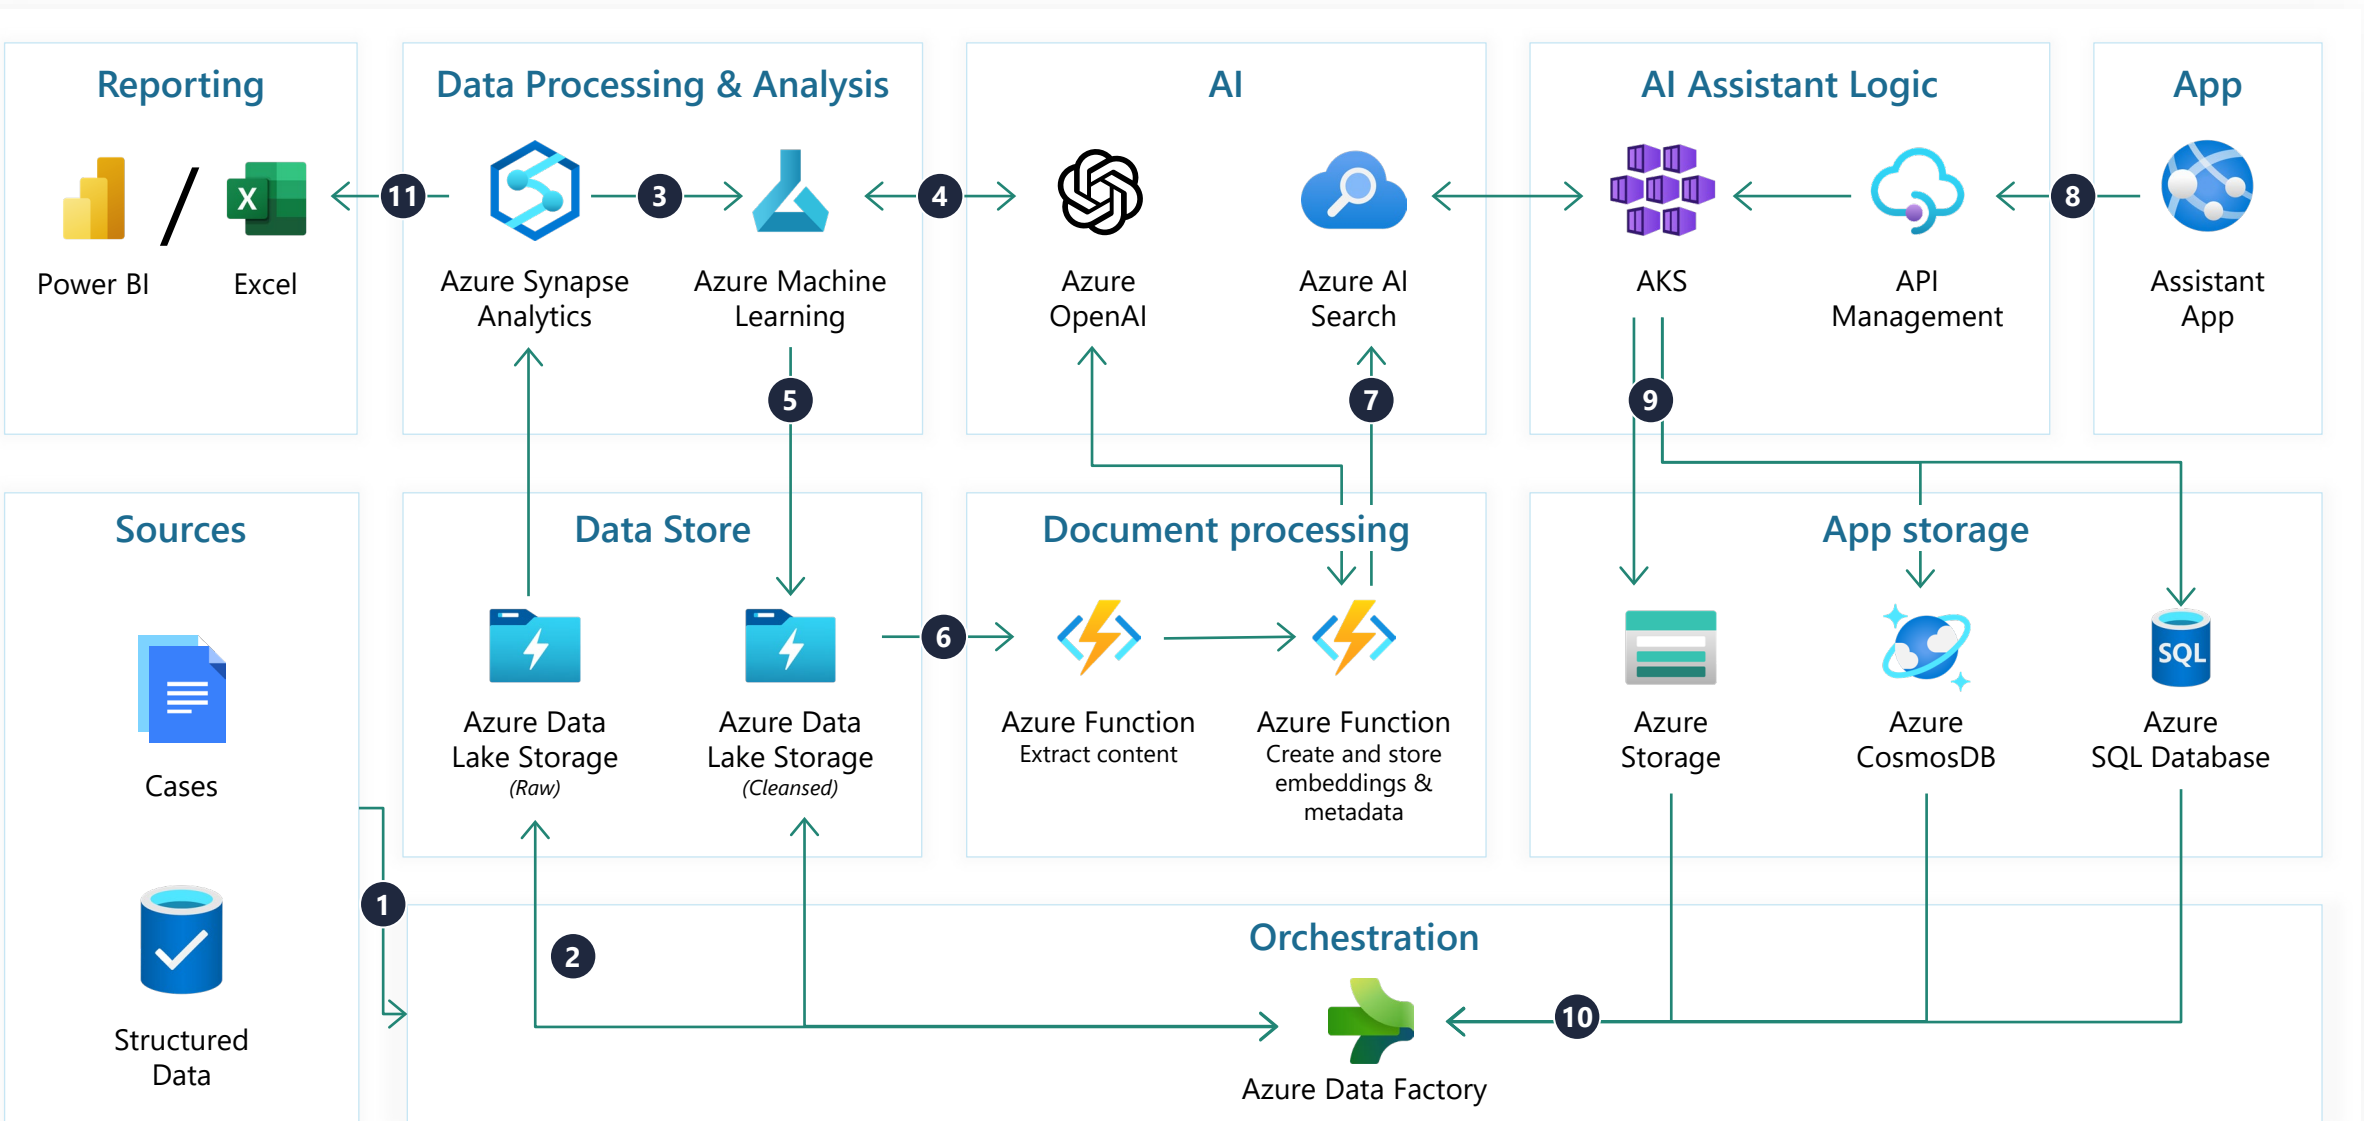 Reporting
Power BI
/
X
Excel
Data Processing & Analysis
11
Azure Synapse
Analytics
3
Azure Machine
Learning
4
5
AI
Azure
OpenAI
Azure AI
Search
7
AI Assistant Logic
AKS
API
Management
9
8
App
Assistant
App
Sources
Cases
Structured
Data
1
Data Store
Azure Data
Lake Storage
(Raw)
Azure Data
Lake Storage
(Cleansed)
2
6
Document processing
Azure Function
Extract content
Azure Function
Create and store
embeddings &
metadata
App storage
Azure
Storage
Azure
CosmosDB
SQL
Azure
SQL Database
Orchestration
10
Azure Data Factory